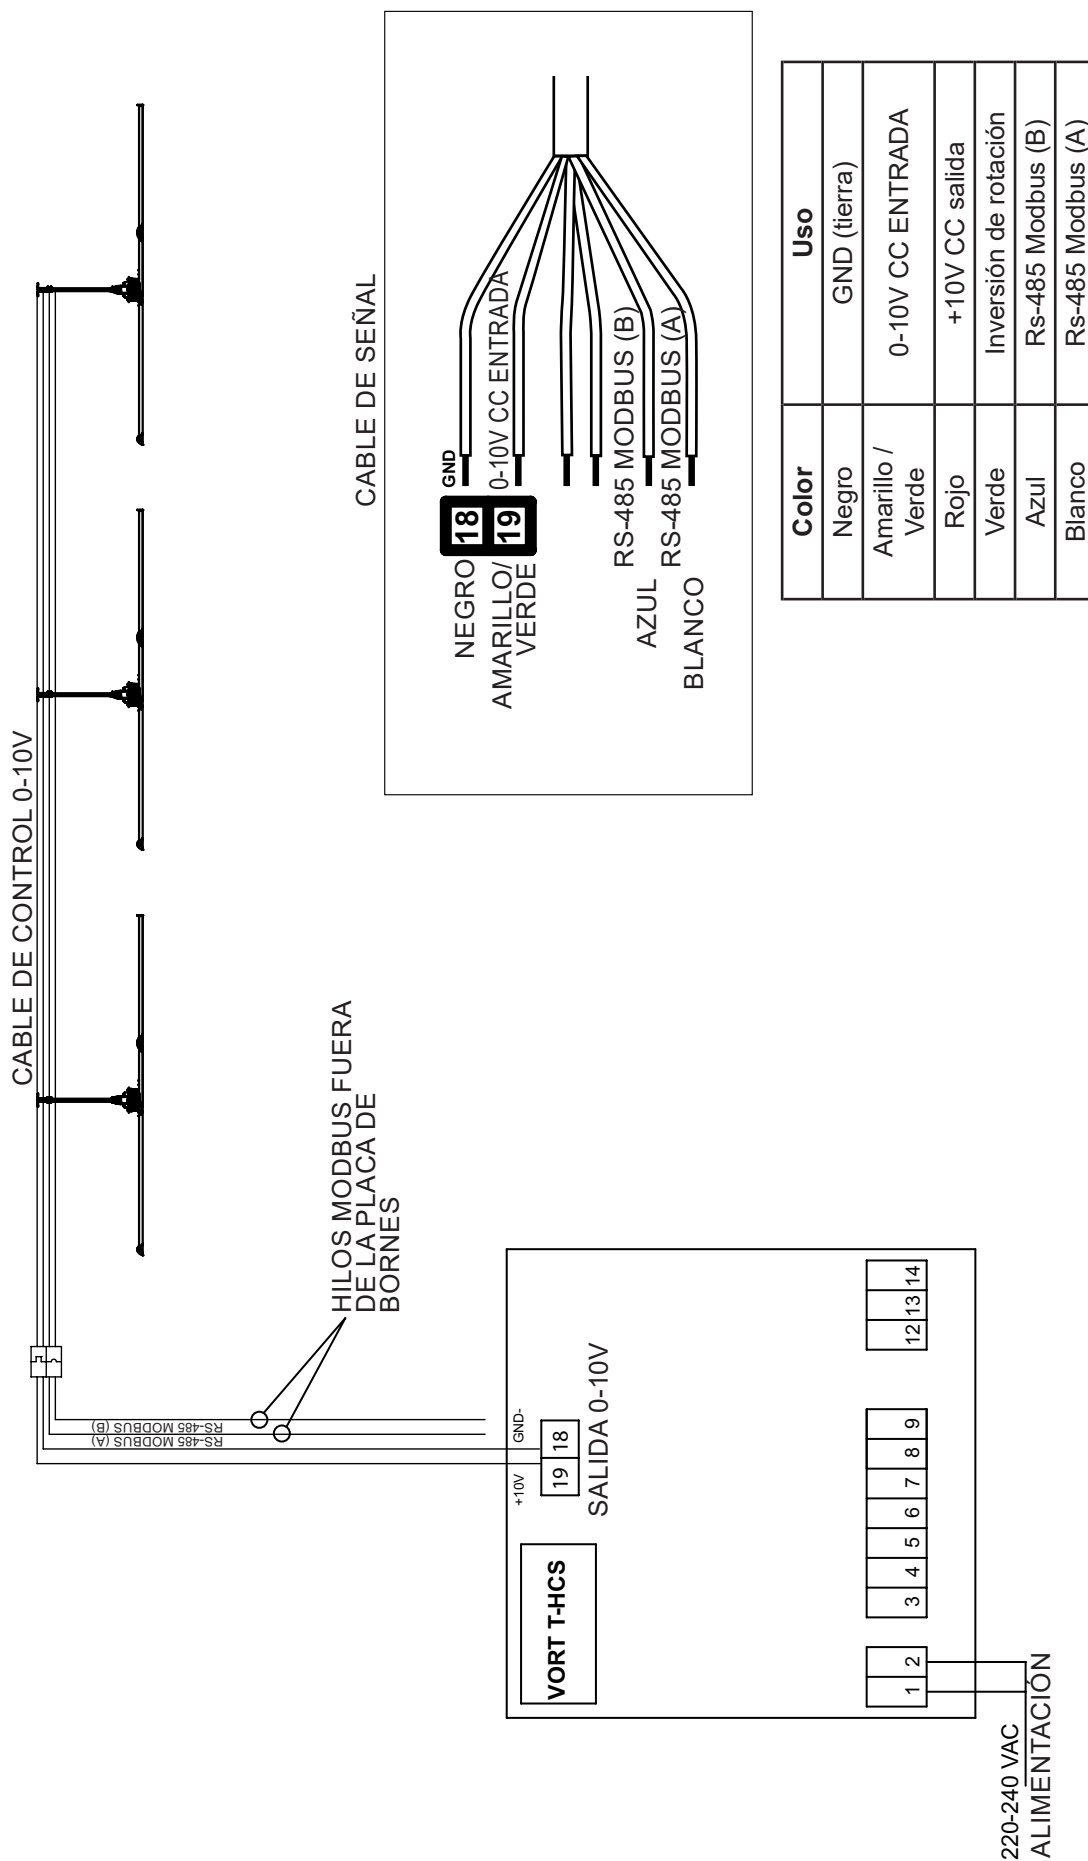 CABLE DE CONTROL 0-10V
RS-485 MODBUS (B)
RS-485 MODBUS (A)
HILOS MODBUS FUERA
DE LA PLACA DE
BORNES
+10V
GND-
19
18
SALIDA 0-10V
VORT T-HCS
1
2
3
4
5
6
7
8
9
12
13
14
220-240 VAC
ALIMENTACIÓN
CABLE DE SEÑAL
NEGRO
18
GND
AMARILLO/
VERDE
19
0-10V CC ENTRADA
RS-485 MODBUS (B)
AZUL
RS-485 MODBUS (A)
BLANCO
Color Uso
Negro GND (tierra)
Amarillo /
Verde
0-10V CC ENTRADA
Rojo +10V CC salida
Verde Inversión de rotación
Azul Rs-485 Modbus (B)
Blanco Rs-485 Modbus (A)